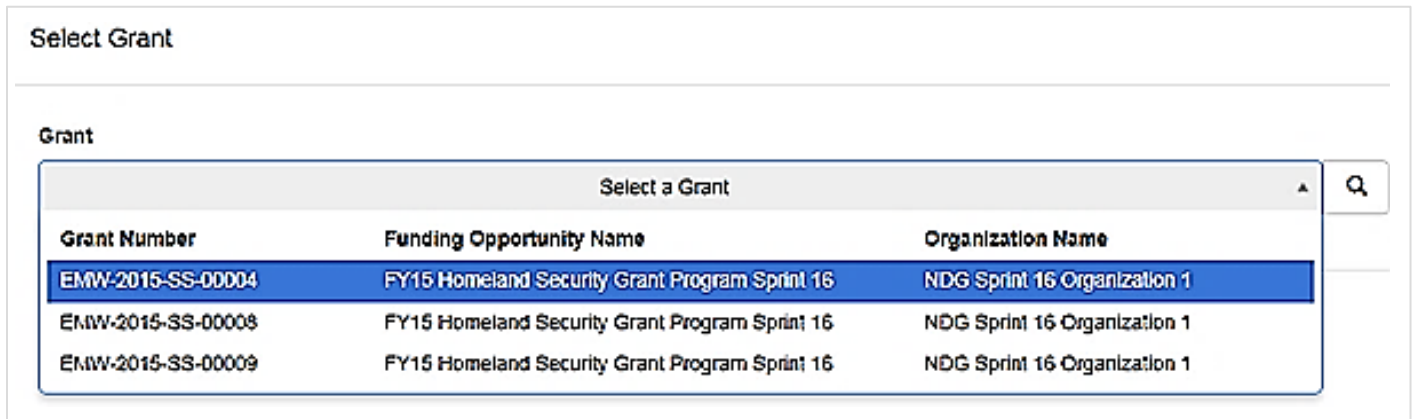 Select Grant
Grant
Select a Grant
Grant Number Funding Opportunity Name Organization Name
EMW-2015-SS-00004 FY15 Homeland Security Grant Program Sprint 16 NDG Sprint 16 Organization 1
EMW-2015-SS-00008 FY15 Homeland Security Grant Program Sprint 16 NDG Sprint 16 Organization 1
EMW-2015-SS-00009 FY15 Homeland Security Grant Program Sprint 16 NDG Sprint 16 Organization 1